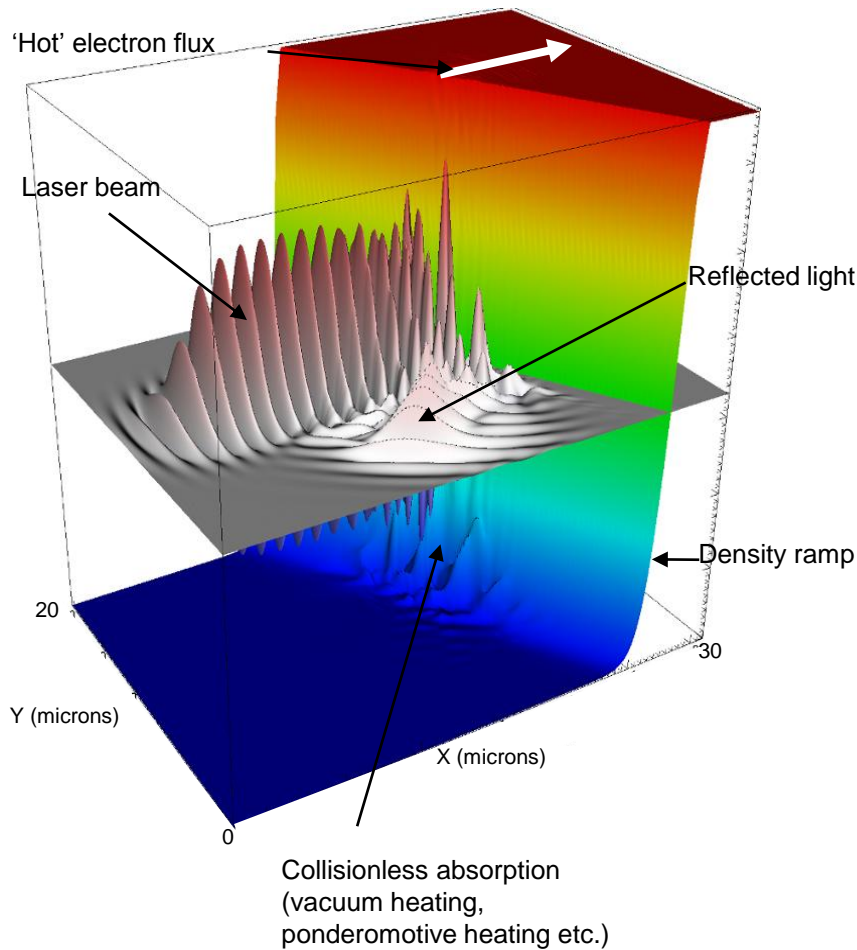 ‘Hot’ electron flux
Laser beam
Reflected light
Density ramp
20
30
Y (microns)
X (microns)
0
Collisionless absorption
(vacuum heating,
ponderomotive heating etc.)